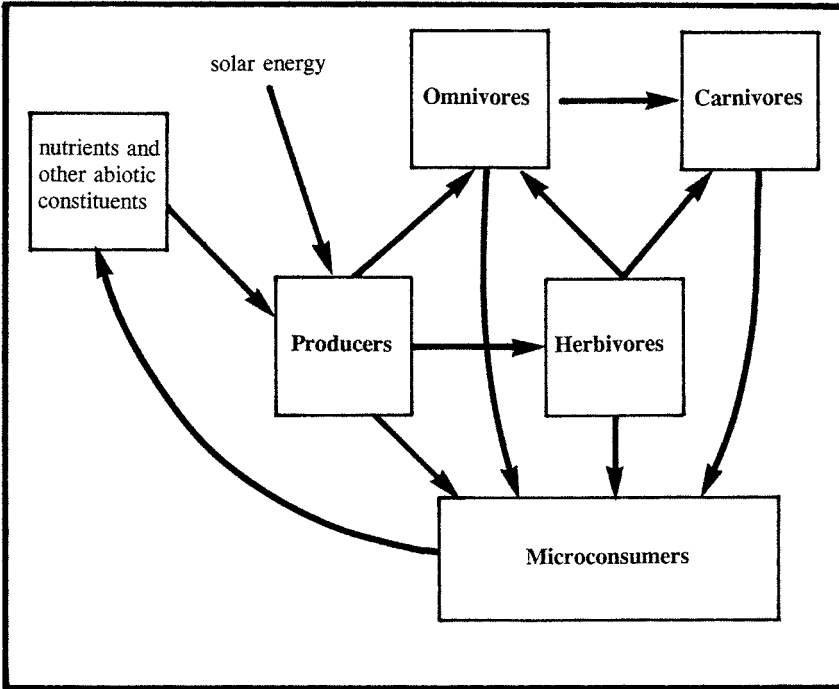 solar energy
Omnivores
Carnivores
nutrients and
other abiotic
constituents
Producers
Herbivores
Microconsumers